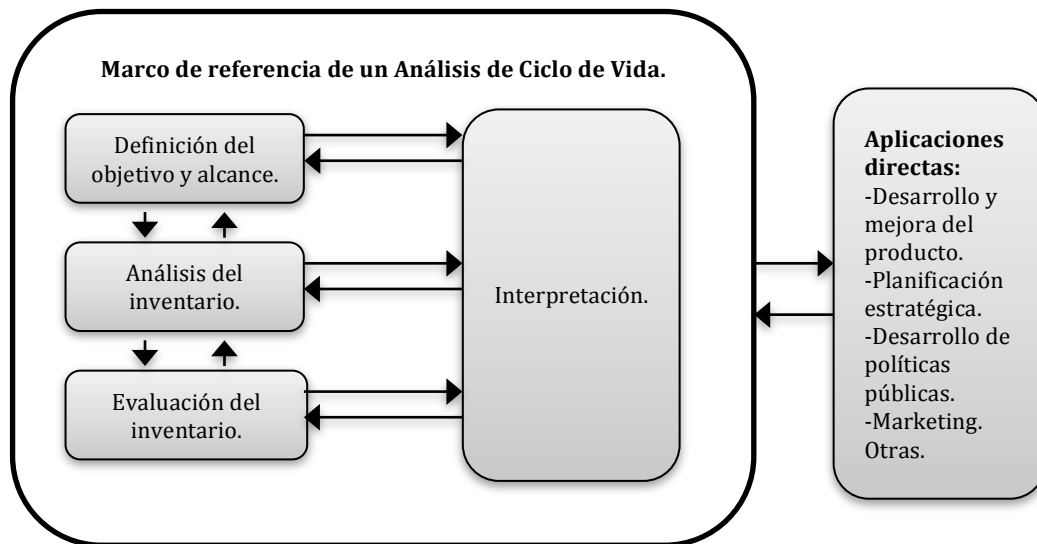 Marco de referencia de un Análisis de Ciclo de Vida.
Definición del
objetivo y alcance.
Análisis del
inventario.
Evaluación del
inventario.
Interpretación.
Aplicaciones
directas:
-Desarrollo y
mejora del
producto.
-Planificación
estratégica.
-Desarrollo de
políticas
públicas.
-Marketing.
Otras.